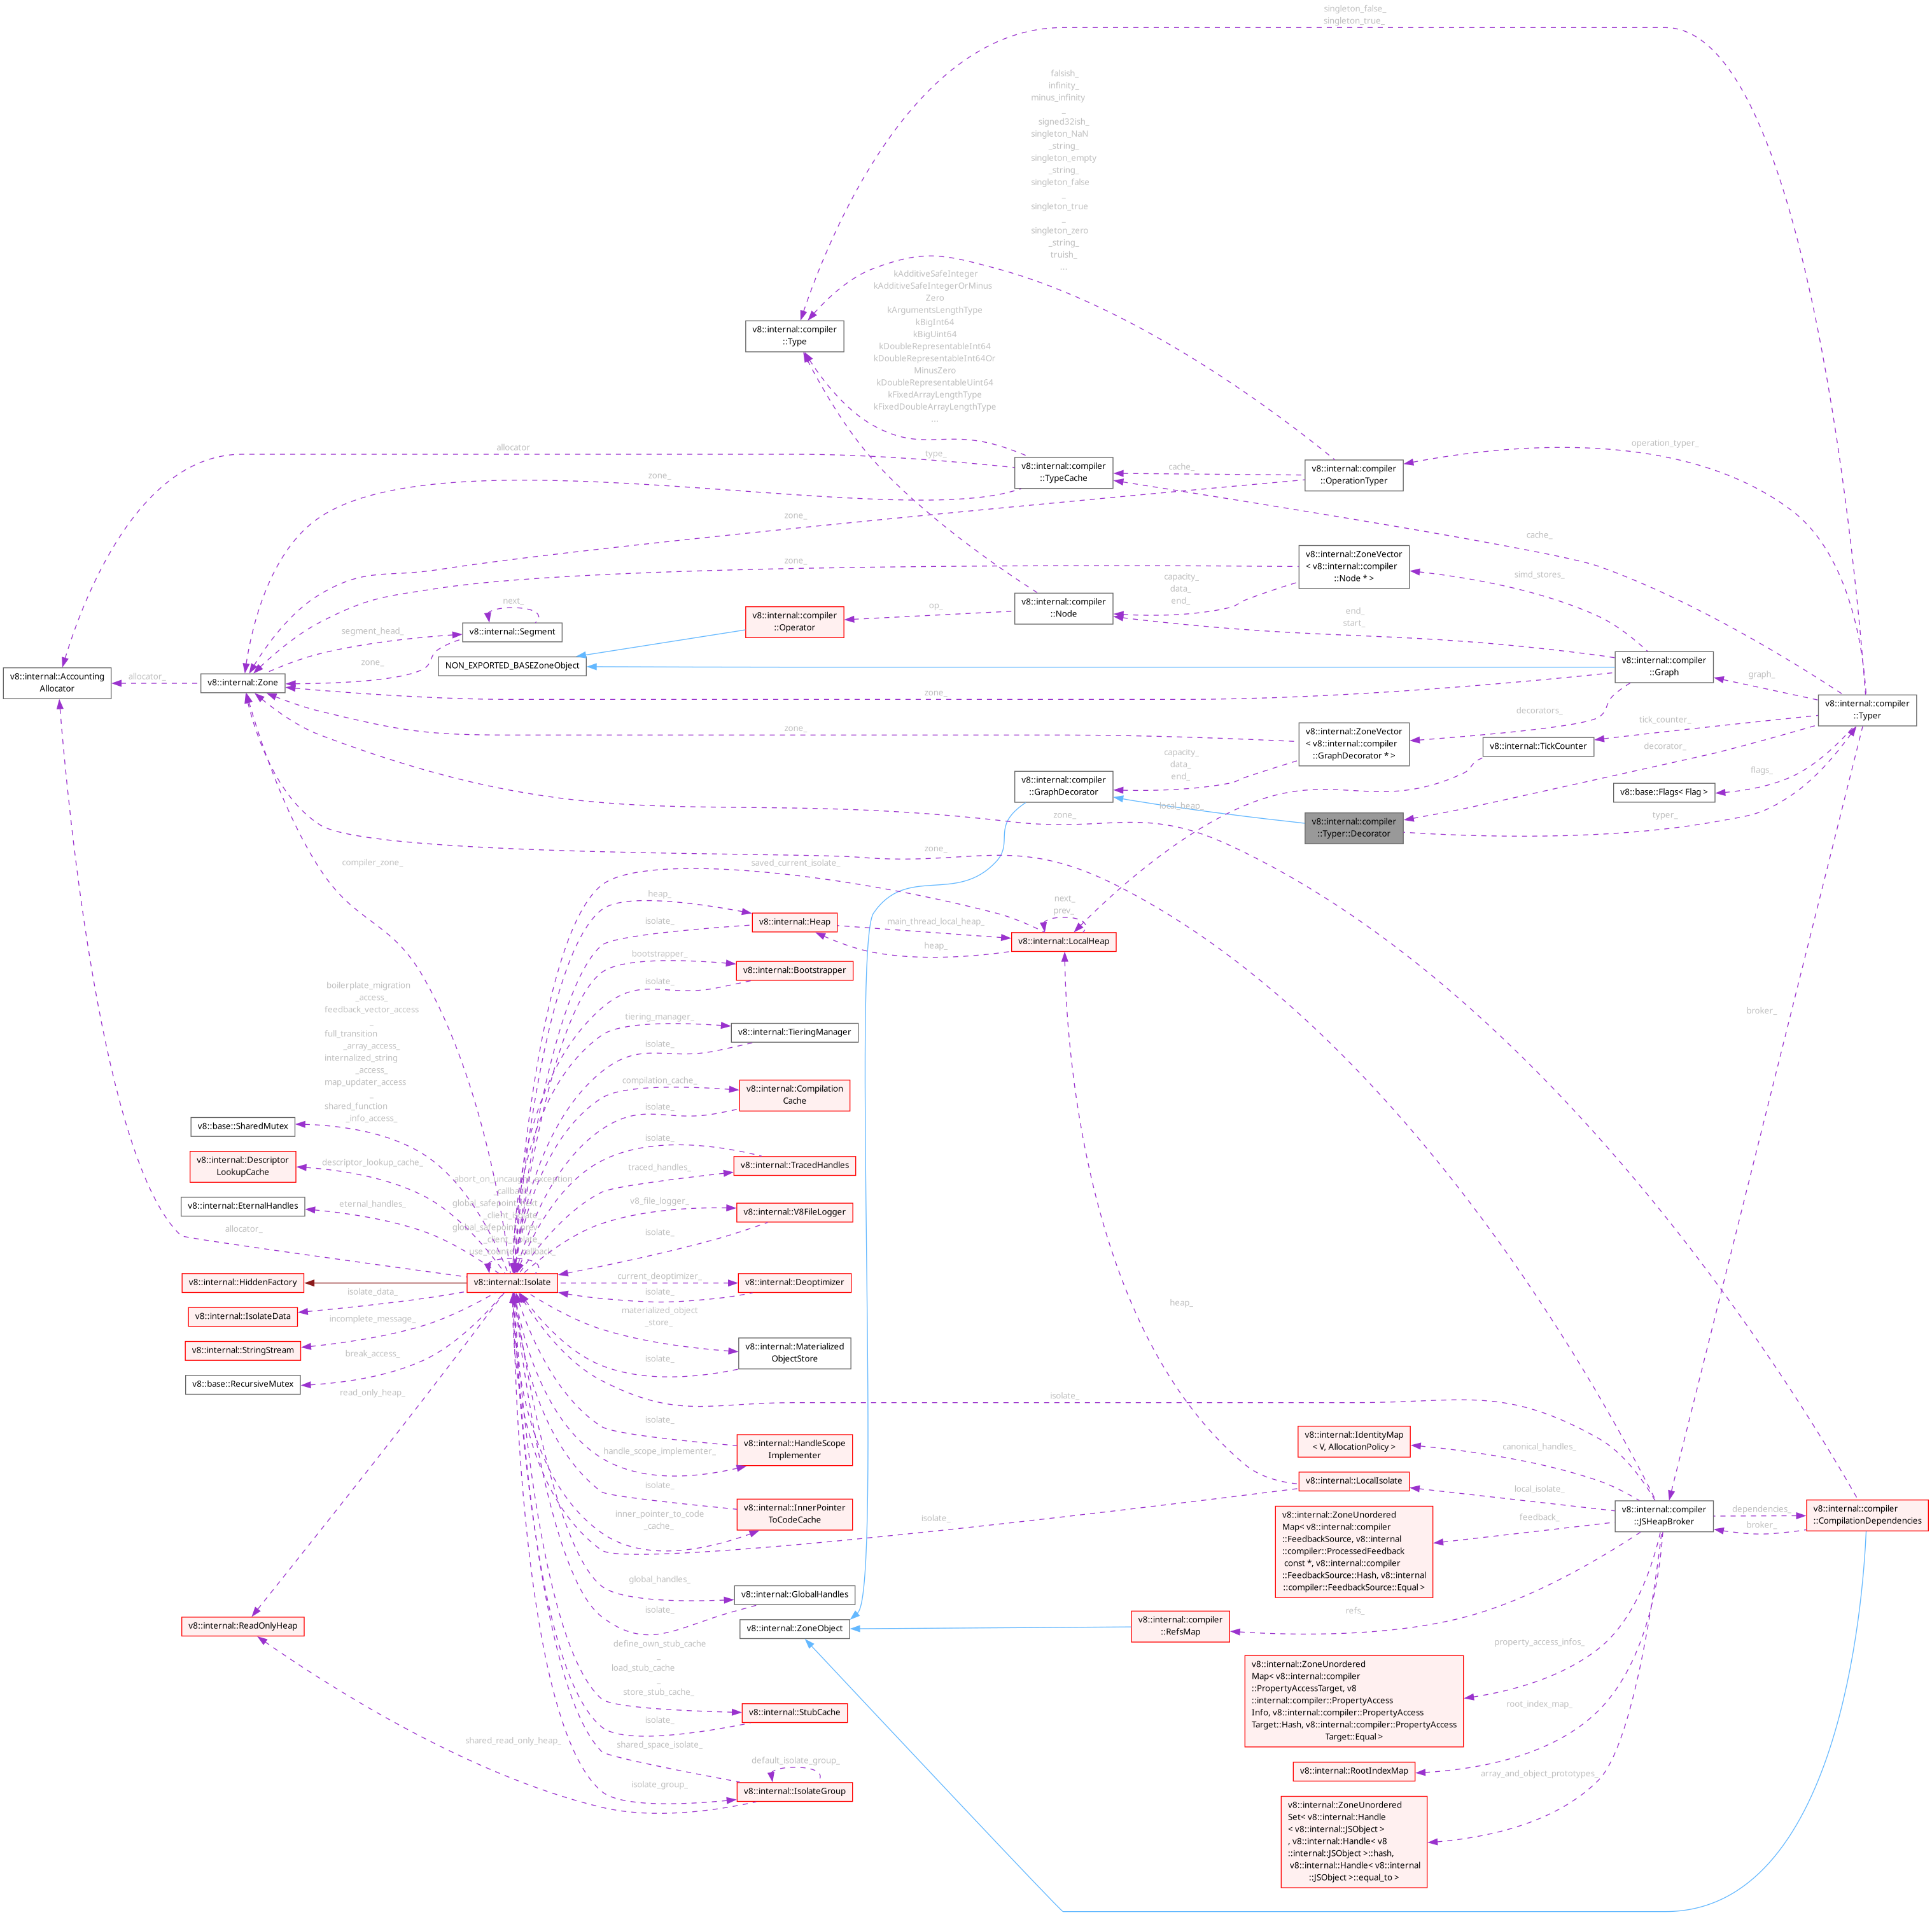 singleton_false_
singleton_true_
falsish_
infinity_
minus_infinity
_
signed32ish_
singleton_NaN
_string_
singleton_empty
_string_
singleton_false
_
singleton_true
_
singleton_zero
_string_
truish_
...
kAdditiveSafeInteger
kAdditiveSafeIntegerOrMinus
Zero
kArgumentsLengthType
kBigInt64
kBigUint64
kDoubleRepresentableInt64
kDoubleRepresentableInt64Or
MinusZero
kDoubleRepresentableUint64
kFixedArrayLengthType
kFixedDoubleArrayLengthType
...
v8::internal::compiler
::Type
allocator
type_
operation_typer_
v8::internal::compiler
::TypeCache
cache_
v8::internal::compiler
::OperationTyper
zone_
zone_
cache_
zone_
v8::internal::ZoneVector
< v8::internal::compiler
::Node * >
simd_stores_
capacity_
data_
end_
v8::internal::compiler
::Node
op_
end_
start_
next_
segment_head_
v8::internal::Segment
zone_
v8::internal::compiler
::Operator
NON_EXPORTED_BASEZoneObject
v8::internal::Accounting
Allocator
allocator_
v8::internal::Zone
zone_
v8::internal::compiler
::Graph
graph_
v8::internal::compiler
::Typer
decorators_
zone_
v8::internal::ZoneVector
< v8::internal::compiler
::GraphDecorator * >
capacity_
data_
end_
tick_counter_
v8::internal::TickCounter
decorator_
v8::internal::compiler
::GraphDecorator
flags_
v8::base::Flags< Flag >
local_heap_
v8::internal::compiler
::Typer::Decorator
typer_
zone_
zone_
compiler_zone_
saved_current_isolate_
broker_
heap_
isolate_
v8::internal::Heap
main_thread_local_heap_
heap_
next_
prev_
v8::internal::LocalHeap
bootstrapper_
isolate_
v8::internal::Bootstrapper
tiering_manager_
isolate_
v8::internal::TieringManager
compilation_cache_
isolate_
v8::internal::Compilation
Cache
boilerplate_migration
_access_
feedback_vector_access
_
full_transition
_array_access_
internalized_string
_access_
map_updater_access
_
shared_function
_info_access_
v8::base::SharedMutex
v8::internal::Descriptor
LookupCache
descriptor_lookup_cache_
v8::internal::EternalHandles
eternal_handles_
isolate_
traced_handles_
v8::internal::TracedHandles
v8_file_logger_
isolate_
v8::internal::V8FileLogger
allocator_
v8::internal::HiddenFactory
v8::internal::Isolate
current_deoptimizer_
isolate_
v8::internal::Deoptimizer
isolate_data_
v8::internal::IsolateData
incomplete_message_
v8::internal::StringStream
break_access_
v8::base::RecursiveMutex
read_only_heap_
materialized_object
_store_
isolate_
v8::internal::Materialized
ObjectStore
isolate_
isolate_
handle_scope_implementer_
v8::internal::HandleScope
Implementer
isolate_
inner_pointer_to_code
_cache_
v8::internal::InnerPointer
ToCodeCache
isolate_
heap_
v8::internal::IdentityMap
< V, AllocationPolicy >
canonical_handles_
v8::internal::LocalIsolate
local_isolate_
v8::internal::compiler
::JSHeapBroker
dependencies_
broker_
v8::internal::compiler
::CompilationDependencies
v8::internal::ZoneUnordered
Map< v8::internal::compiler
::FeedbackSource, v8::internal
::compiler::ProcessedFeedback
const *, v8::internal::compiler
::FeedbackSource::Hash, v8::internal
::compiler::FeedbackSource::Equal >
feedback_
global_handles_
isolate_
v8::internal::GlobalHandles
v8::internal::ZoneObject
v8::internal::compiler
::RefsMap
refs_
v8::internal::ReadOnlyHeap
define_own_stub_cache
_
load_stub_cache
_
store_stub_cache_
isolate_
v8::internal::StubCache
property_access_infos_
v8::internal::ZoneUnordered
Map< v8::internal::compiler
::PropertyAccessTarget, v8
::internal::compiler::PropertyAccess
Info, v8::internal::compiler::PropertyAccess
Target::Hash, v8::internal::compiler::PropertyAccess
Target::Equal >
root_index_map_
v8::internal::RootIndexMap
shared_read_only_heap_
shared_space_isolate_
isolate_group_
default_isolate_group_
v8::internal::IsolateGroup
array_and_object_prototypes_
v8::internal::ZoneUnordered
Set< v8::internal::Handle
< v8::internal::JSObject >
, v8::internal::Handle< v8
::internal::JSObject >::hash,
v8::internal::Handle< v8::internal
::JSObject >::equal_to >